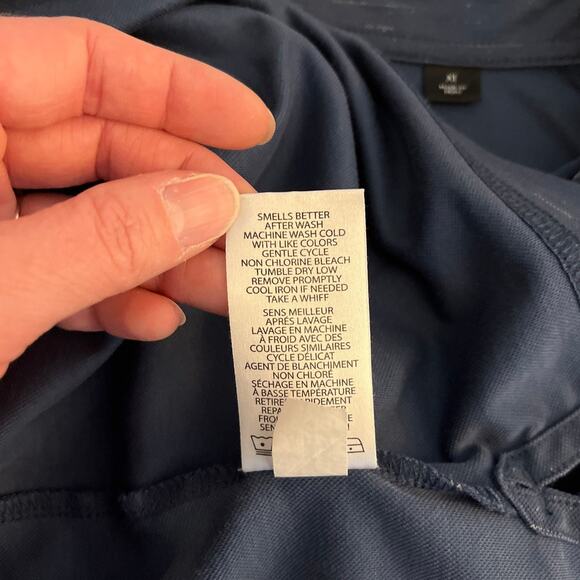 XL
SMELLS BETTER
AFTER WASH
MACHINE WASH COLD
WITH LIKE COLORS
GENTLE CYCLE
NON CHLORINE BLEACH
TUMBLE DRY LOW
REMOVE PROMPTLY
COOL IRON IF NEEDED
TAKE A WHIFF
SENS MEILLEUR
APRÉS LAVAGE
LAVAGE EN MACHINE
À FROID AVEC DES
COULEURS SIMILAIRES
CYCLE DÉLICAT
AGENT DE BLANCHIMENT
NON CHLORÉ
SÉCHAGE EN MACHINE
À BASSE TEMPÉRATURE